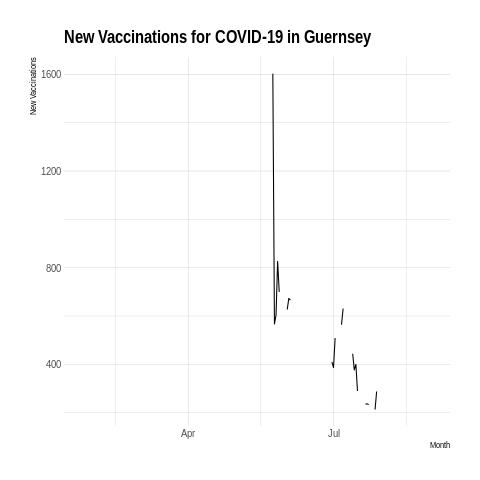 New Vaccinations for COVID-19 in Guernsey
New Vaccinations
1600
1200
800
400
Apr
Jul
Month